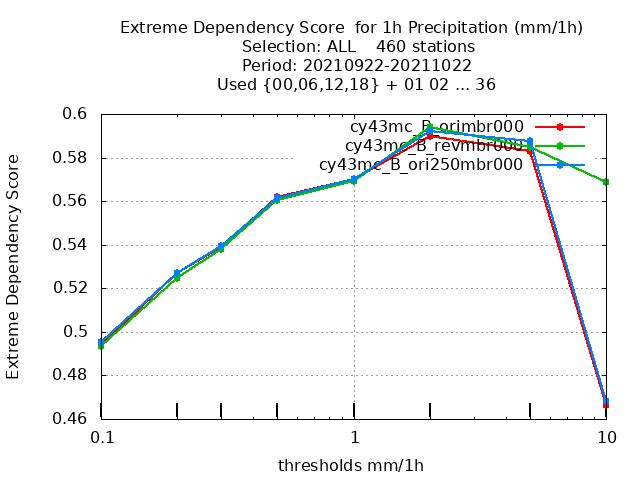 Extreme Dependency Score  for 1h Precipitation (mm/1h)
Selection: ALL    460 stations
Period: 20210922-20211022
Used {00,06,12,18} + 01 02 ... 36
0.6
0.58
0.56
0.54
0.52
0.5
0.48
0.46
Extreme Dependency Score
cy43mc_B_orimbr000
cy43mc_B_revmbr000
cy43mc_B_ori250mbr000
0.1
1
10
thresholds mm/1h